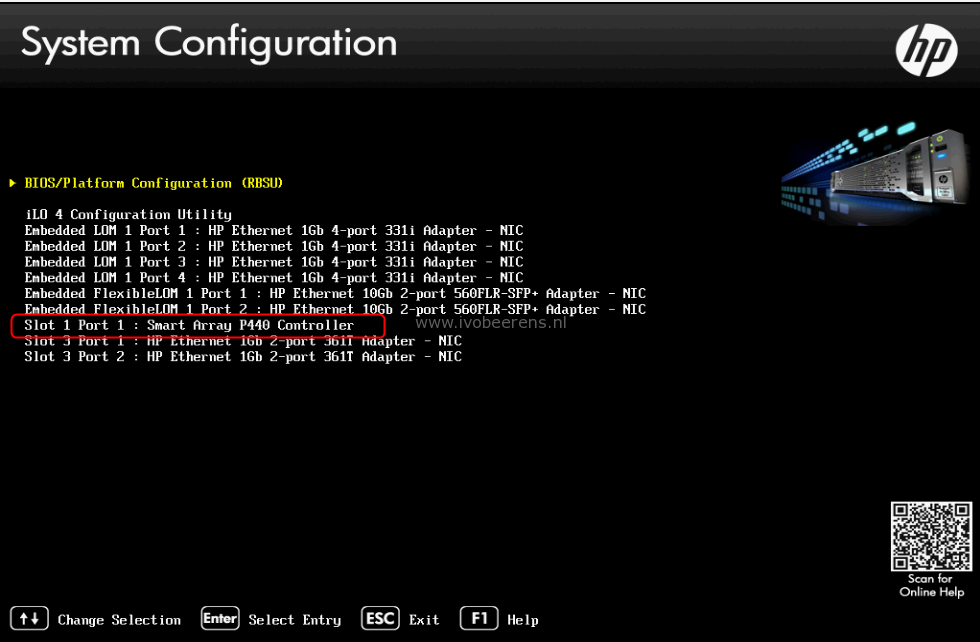 System Configuration
hp
BIOS/Platform Configuration (RBSU)
iLO 4 Configuration Utility
Embedded LOM 1 Port 1 : HP Ethernet 1Gb 4-port 331i Adapter - NIC
Embedded LOM 1 Port 2 : HP Ethernet 1Gb 4-port 331i Adapter - NIC
Embedded LOM 1 Port 3 : HP Ethernet 1Gb 4-port 331i Adapter - NIC
Embedded LOM 1 Port 4 : HP Ethernet 1Gb 4-port 331i Adapter - NIC
Embedded FlexibleLOM 1 Port 1 : HP Ethernet 10Gb 2-port 560FLR-SFP+ Adapter - NIC
Embedded FlexibleLOM 1 Port 2 : HP Ethernet 10Gb 2-port 560FLR-SFP+ Adapter - NIC
Slot 1 Port 1 : Smart Array P440 Controller
www.ivobeerens.nl
Slot 3 Port 1 : HP Ethernet 1Gb 2-port 361T Adapter - NIC
Slot 3 Port 2 : HP Ethernet 1Gb 2-port 361T Adapter - NIC
Scan for
Online Help
↑↓ Change Selection Enter Select Entry ESC Exit F1 Help